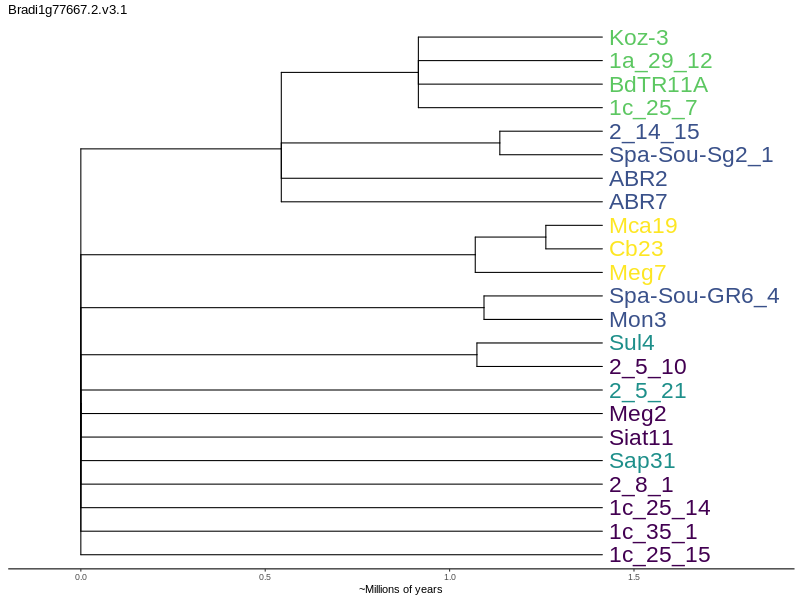 Bradi1g77667.2.v3.1
Koz-3
1a_29_12
BdTR11A
1c_25_7
2_14_15
Spa-Sou-Sg2_1
ABR2
ABR7
Mca19
Cb23
Meg7
Spa-Sou-GR6_4
Mon3
Sul4
2_5_10
2_5_21
Meg2
Siat11
Sap31
2_8_1
1c_25_14
1c_35_1
1c_25_15
0.0 0.5 1.0 1.5
~Millions of years